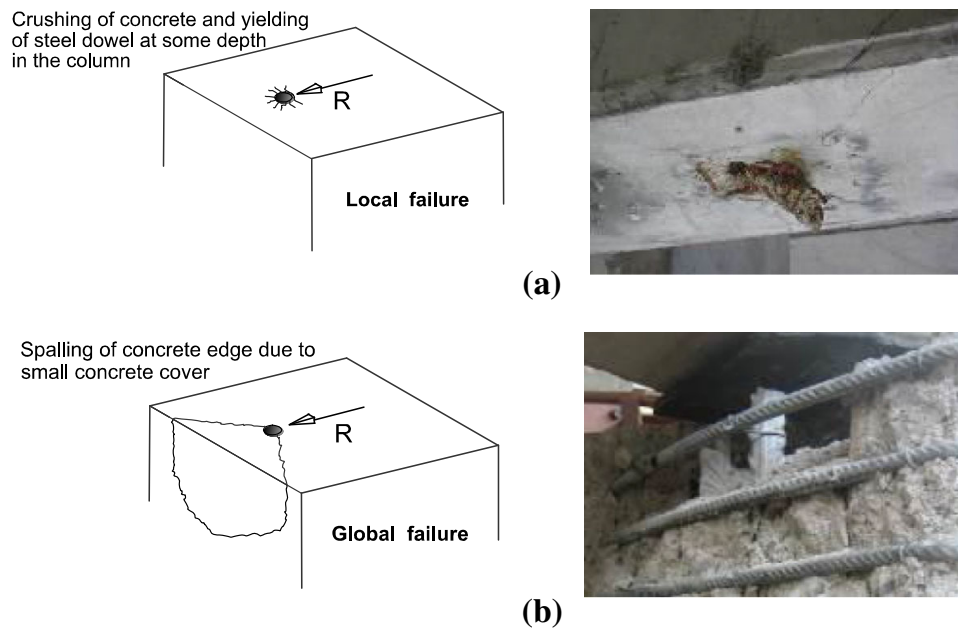 Crushing of concrete and yielding
of steel dowel at some depth
in the column
R
Local failure
(a)
Spalling of concrete edge due to
small concrete cover
R
Global failure
(b)